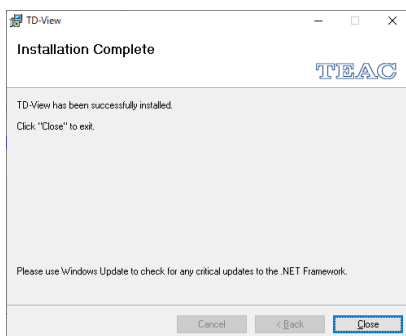 TD-View
Installation Complete
TEAC
TD-View has been successfully installed.
Click "Close" to exit.
Please use Windows Update to check for any critical updates to the .NET Framework.
Cancel
< Back
Close